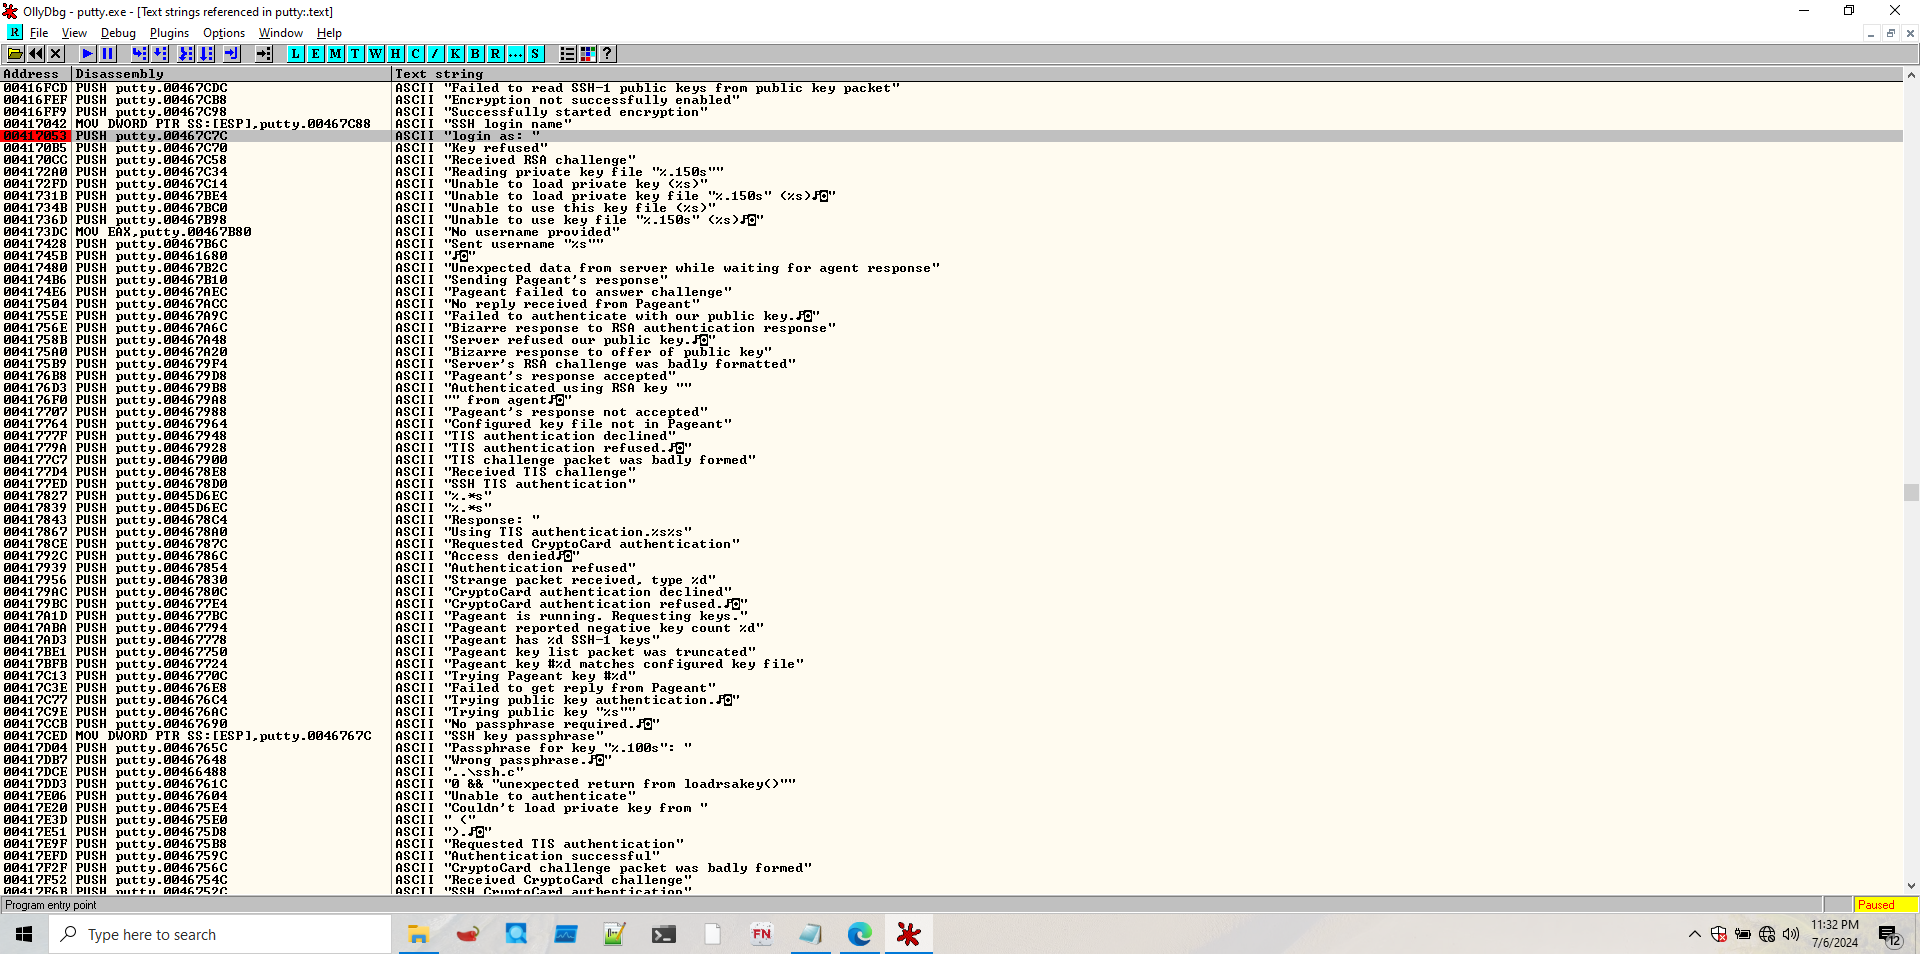 OllyDbg - putty.exe - [Text strings referenced in putty:.text]
R File View Debug Plugins Options Window Help
L E M T W H C / K B R ... S ?
Address Disassembly Text string
00416FCD PUSH putty.00467CDC ASCII "Failed to read SSH-1 public keys from public key packet"
00416FEF PUSH putty.00467CB8 ASCII "Encryption not successfully enabled"
00416FF9 PUSH putty.00467C98 ASCII "Successfully started encryption"
00417042 MOV DWORD PTR SS:[ESP],putty.00467C88 ASCII "SSH login name"
00417053 PUSH putty.00467C7C ASCII "login as: "
004170B5 PUSH putty.00467C70 ASCII "Key refused"
004170CC PUSH putty.00467C58 ASCII "Received RSA challenge"
004172A0 PUSH putty.00467C34 ASCII "Reading private key file "%.150s""
004172FD PUSH putty.00467C14 ASCII "Unable to load private key (%s)"
0041731B PUSH putty.00467BE4 ASCII "Unable to load private key file "%.150s" (%s)♪◙"
0041734B PUSH putty.00467BC0 ASCII "Unable to use this key file (%s)"
0041736D PUSH putty.00467B98 ASCII "Unable to use key file "%.150s" (%s)♪◙"
004173DC MOV EAX,putty.00467B80 ASCII "No username provided"
00417428 PUSH putty.00467B6C ASCII "Sent username "%s""
0041745B PUSH putty.00461680 ASCII "♪◙"
00417480 PUSH putty.00467B2C ASCII "Unexpected data from server while waiting for agent response"
004174B6 PUSH putty.00467B10 ASCII "Sending Pageant's response"
004174E6 PUSH putty.00467AEC ASCII "Pageant failed to answer challenge"
00417504 PUSH putty.00467ACC ASCII "No reply received from Pageant"
0041755E PUSH putty.00467A9C ASCII "Failed to authenticate with our public key.♪◙"
0041756E PUSH putty.00467A6C ASCII "Bizarre response to RSA authentication response"
0041758B PUSH putty.00467A48 ASCII "Server refused our public key.♪◙"
004175A0 PUSH putty.00467A20 ASCII "Bizarre response to offer of public key"
004175B9 PUSH putty.004679F4 ASCII "Server's RSA challenge was badly formatted"
004176B8 PUSH putty.004679D8 ASCII "Pageant's response accepted"
004176D3 PUSH putty.004679B8 ASCII "Authenticated using RSA key ""
004176F0 PUSH putty.004679A8 ASCII "" from agent♪◙"
00417707 PUSH putty.00467988 ASCII "Pageant's response not accepted"
00417764 PUSH putty.00467964 ASCII "Configured key file not in Pageant"
0041777F PUSH putty.00467948 ASCII "TIS authentication declined"
0041779A PUSH putty.00467928 ASCII "TIS authentication refused.♪◙"
004177C7 PUSH putty.00467900 ASCII "TIS challenge packet was badly formed"
004177D4 PUSH putty.004678E8 ASCII "Received TIS challenge"
004177ED PUSH putty.004678D0 ASCII "SSH TIS authentication"
00417827 PUSH putty.0045D6EC ASCII "%.*s"
00417839 PUSH putty.0045D6EC ASCII "%.*s"
00417843 PUSH putty.004678C4 ASCII "Response: "
00417867 PUSH putty.004678A0 ASCII "Using TIS authentication.%s%s"
004178CE PUSH putty.0046787C ASCII "Requested CryptoCard authentication"
0041792C PUSH putty.0046786C ASCII "Access denied♪◙"
00417939 PUSH putty.00467854 ASCII "Authentication refused"
00417956 PUSH putty.00467830 ASCII "Strange packet received, type %d"
004179AC PUSH putty.0046780C ASCII "CryptoCard authentication declined"
004179BC PUSH putty.004677E4 ASCII "CryptoCard authentication refused.♪◙"
00417A1D PUSH putty.004677BC ASCII "Pageant is running. Requesting keys."
00417ABA PUSH putty.00467794 ASCII "Pageant reported negative key count %d"
00417AD3 PUSH putty.00467778 ASCII "Pageant has %d SSH-1 keys"
00417BE1 PUSH putty.00467750 ASCII "Pageant key list packet was truncated"
00417BFB PUSH putty.00467724 ASCII "Pageant key #%d matches configured key file"
00417C13 PUSH putty.0046770C ASCII "Trying Pageant key #%d"
00417C3E PUSH putty.004676E8 ASCII "Failed to get reply from Pageant"
00417C77 PUSH putty.004676C4 ASCII "Trying public key authentication.♪◙"
00417C9E PUSH putty.004676AC ASCII "Trying public key "%s""
00417CCB PUSH putty.00467690 ASCII "No passphrase required.♪◙"
00417CED MOV DWORD PTR SS:[ESP],putty.0046767C ASCII "SSH key passphrase"
00417D04 PUSH putty.0046765C ASCII "Passphrase for key "%.100s": "
00417DB7 PUSH putty.00467648 ASCII "Wrong passphrase.♪◙"
00417DCE PUSH putty.00466488 ASCII "..\ssh.c"
00417DD3 PUSH putty.0046761C ASCII "0 && "unexpected return from loadrsakey()""
00417E06 PUSH putty.00467604 ASCII "Unable to authenticate"
00417E20 PUSH putty.004675E4 ASCII "Couldn't load private key from "
00417E3D PUSH putty.004675E0 ASCII " ("
00417E51 PUSH putty.004675D8 ASCII ").♪◙"
00417E9F PUSH putty.004675B8 ASCII "Requested TIS authentication"
00417EFD PUSH putty.0046759C ASCII "Authentication successful"
00417F2F PUSH putty.0046756C ASCII "CryptoCard challenge packet was badly formed"
00417F52 PUSH putty.0046754C ASCII "Received CryptoCard challenge"
00417F6B PUSH putty.0046752C ASCII "SSH CryptoCard authentication"
Program entry point Paused
Type here to search
FN
11:32 PM
7/6/2024
12